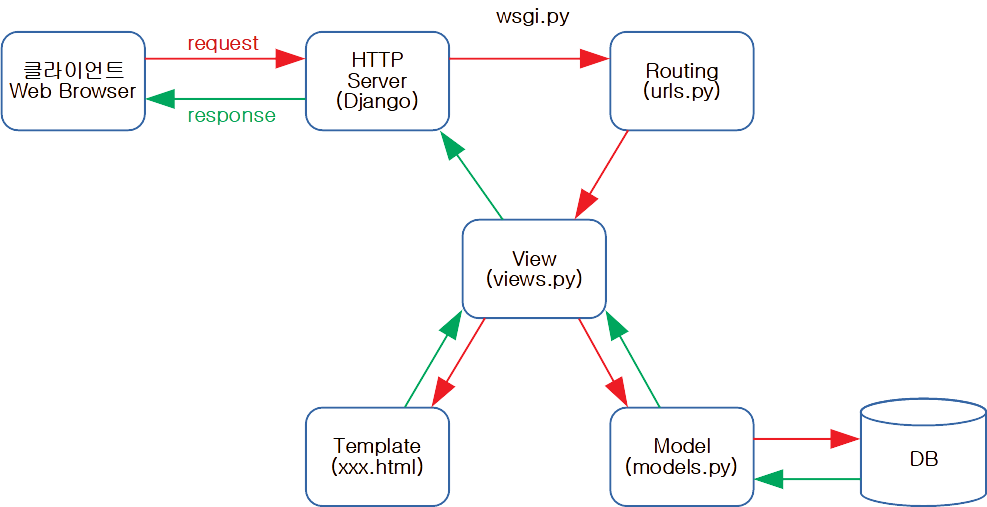 wsgi.py
클라이언트
Web Browser
request
response
HTTP
Server
(Django)
Routing
(urls.py)
View
(views.py)
Template
(xxx.html)
Model
(models.py)
DB